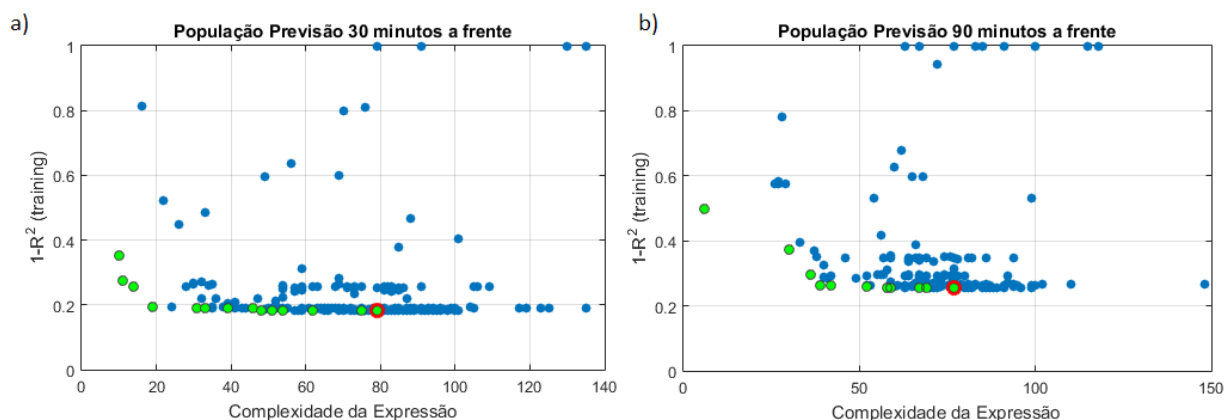 a)
População Previsão 30 minutos a frente
1
0.8
0.6
0.4
0.2
0
1-R² (training)
0 20 40 60 80 100 120 140
Complexidade da Expressão
b)
População Previsão 90 minutos a frente
1
0.8
0.6
0.4
0.2
0
1-R² (training)
0 50 100 150
Complexidade da Expressão